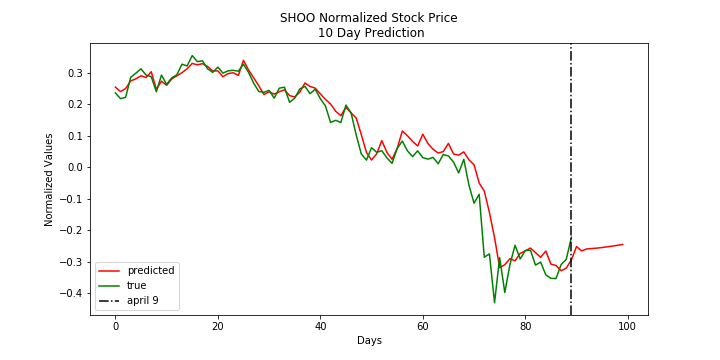 SHOO Normalized Stock Price
10 Day Prediction
Normalized Values
0.3
0.2
0.1
0.0
−0.1
−0.2
−0.3
−0.4
predicted
true
april 9
0 20 40 60 80 100
Days